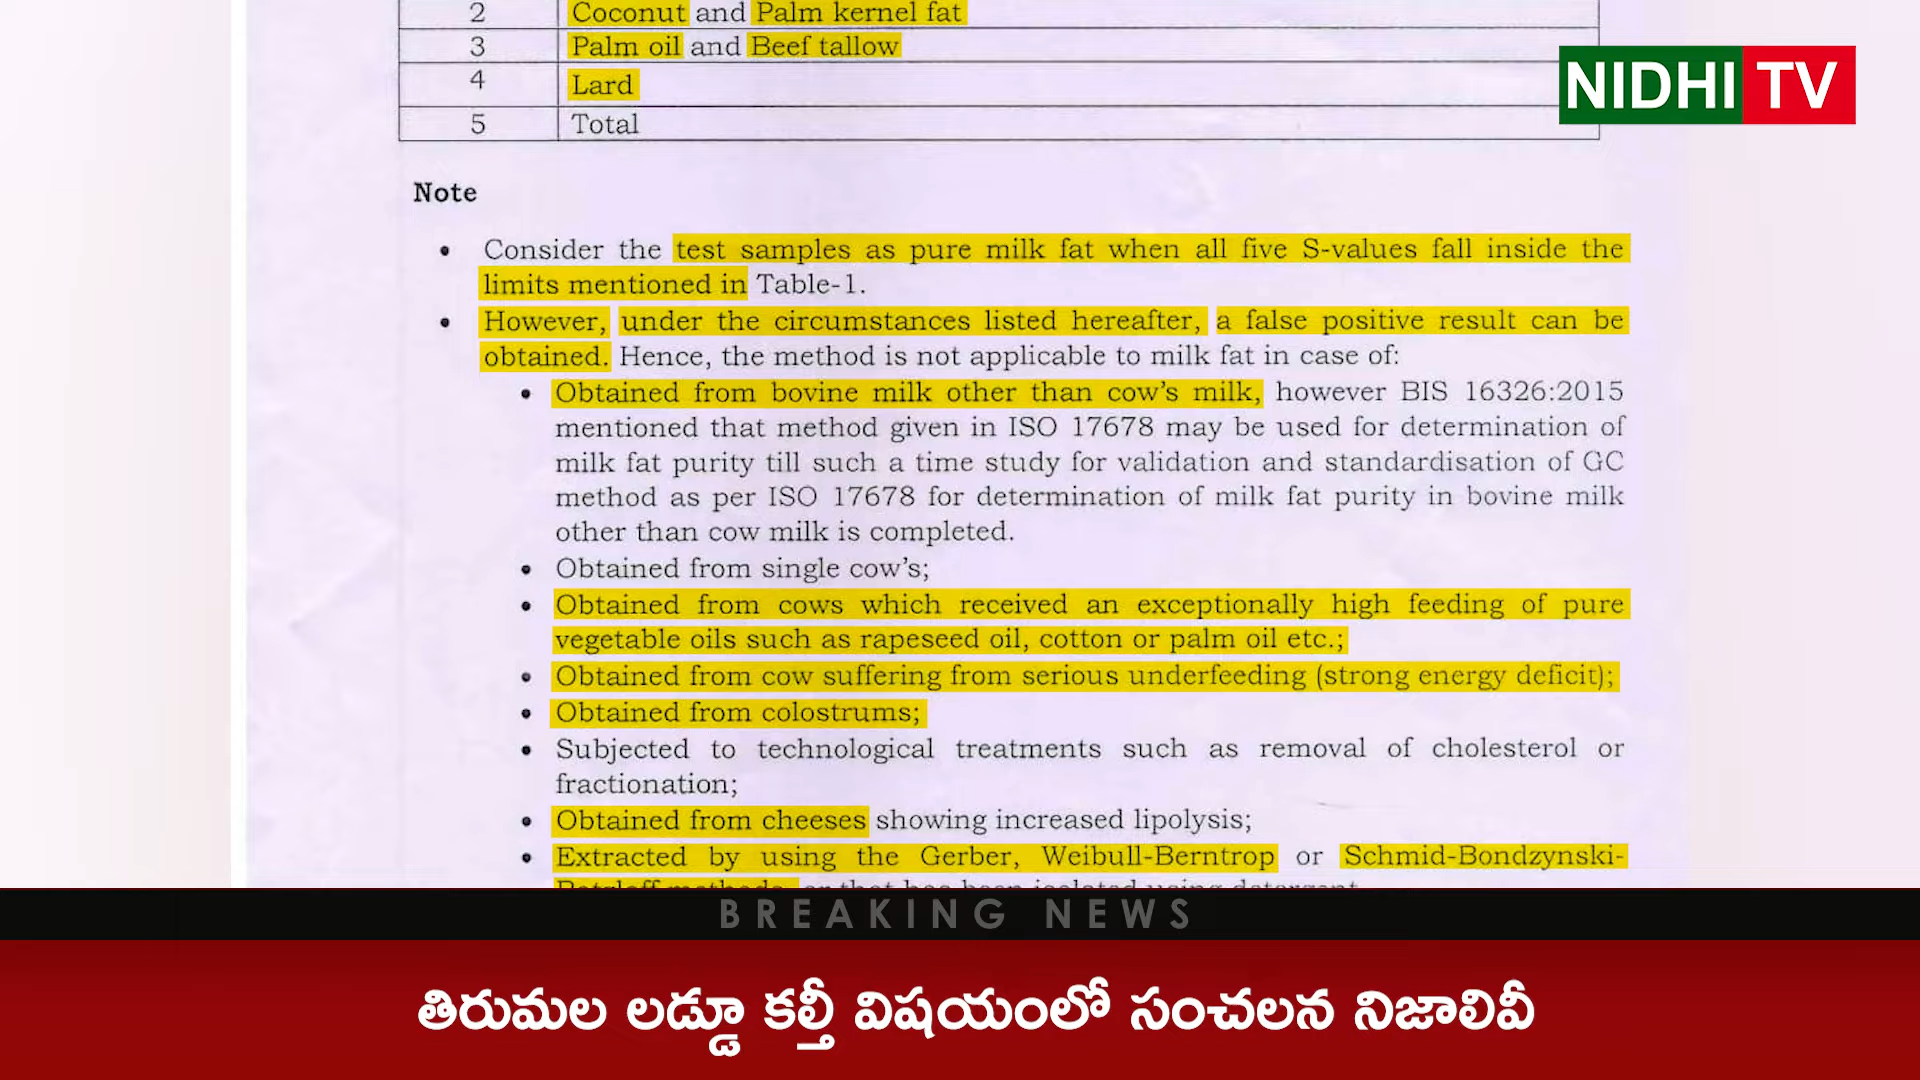 2 Coconut and Palm kernel fat
3 Palm oil and Beef tallow
4 Lard
5 Total
NIDHI TV
Note
• Consider the test samples as pure milk fat when all five S-values fall inside the
limits mentioned in Table-1.
• However, under the circumstances listed hereafter, a false positive result can be
obtained. Hence, the method is not applicable to milk fat in case of:
• Obtained from bovine milk other than cow's milk, however BIS 16326:2015
mentioned that method given in ISO 17678 may be used for determination of
milk fat purity till such a time study for validation and standardisation of GC
method as per ISO 17678 for determination of milk fat purity in bovine milk
other than cow milk is completed.
• Obtained from single cow's;
• Obtained from cows which received an exceptionally high feeding of pure
vegetable oils such as rapeseed oil, cotton or palm oil etc.;
• Obtained from cow suffering from serious underfeeding (strong energy deficit);
• Obtained from colostrums;
• Subjected to technological treatments such as removal of cholesterol or
fractionation;
• Obtained from cheeses showing increased lipolysis;
• Extracted by using the Gerber, Weibull-Berntrop or Schmid-Bondzynski-
BREAKING NEWS
తిరుమల లడ్డూ కల్తీ విషయంలో సంచలన నిజాలివీ